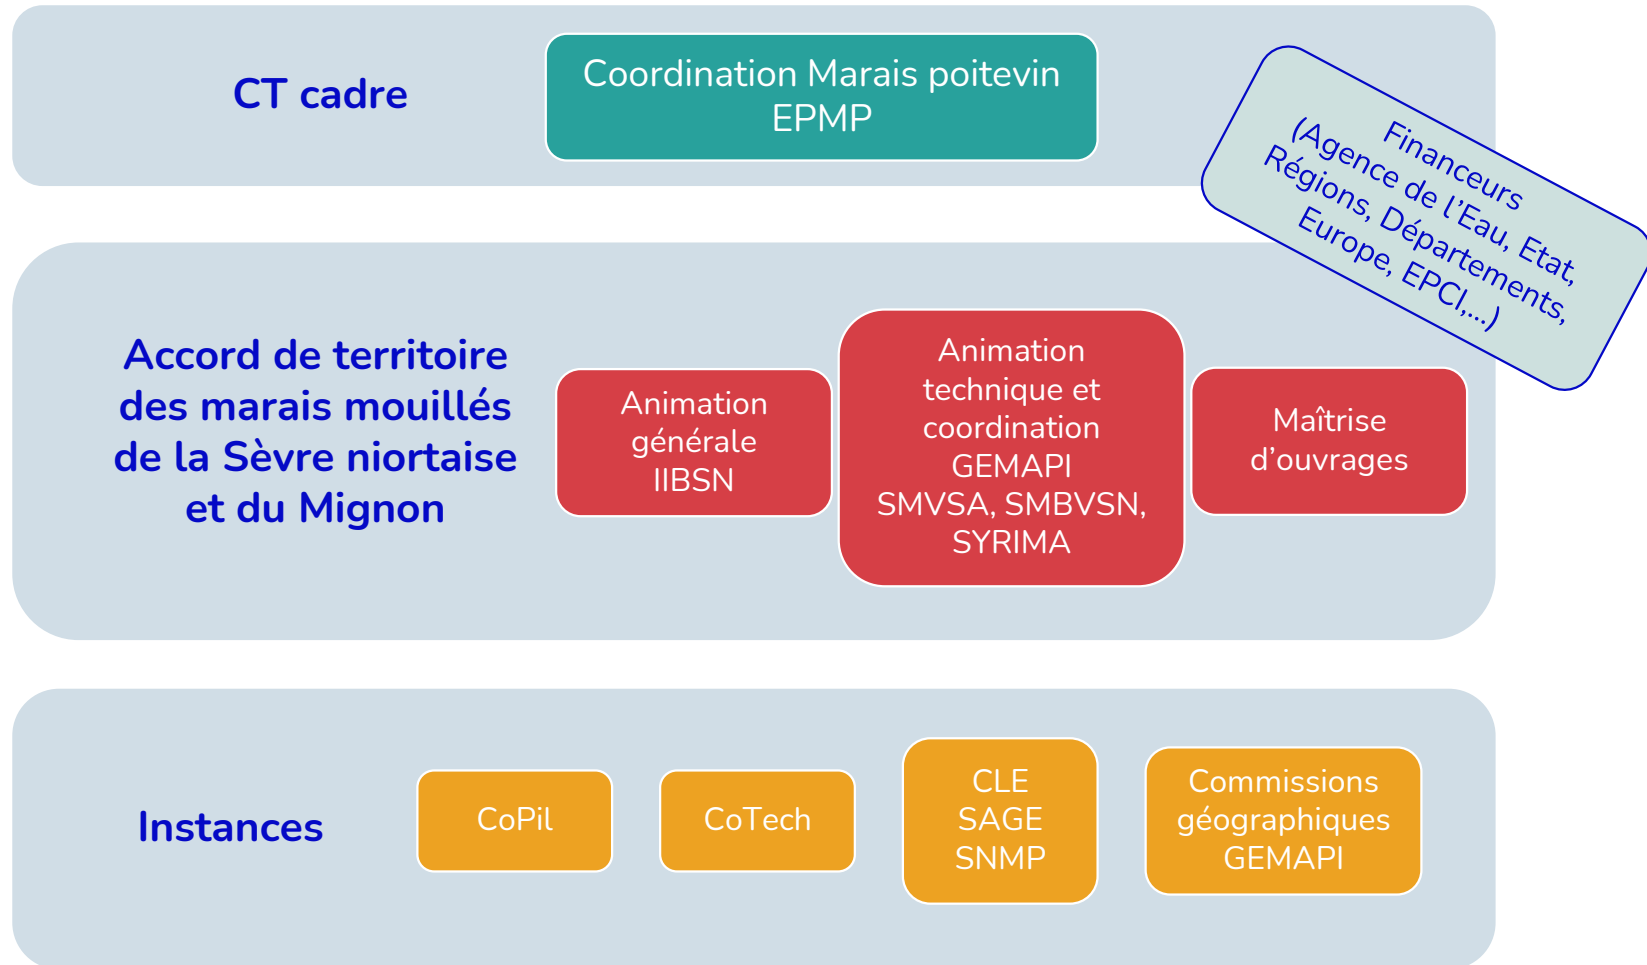 CT cadre
Coordination Marais poitevin
EPMP
Financeurs
(Agence de l’Eau, Etat,
Régions, Départements,
Europe, EPCI,…)
Accord de territoire
des marais mouillés
de la Sèvre niortaise
et du Mignon
Animation
générale
IIBSN
Animation
technique et
coordination
GEMAPI
SMVSA, SMBVSN,
SYRIMA
Maîtrise
d’ouvrages
Instances
CoPil
CoTech
CLE
SAGE
SNMP
Commissions
géographiques
GEMAPI